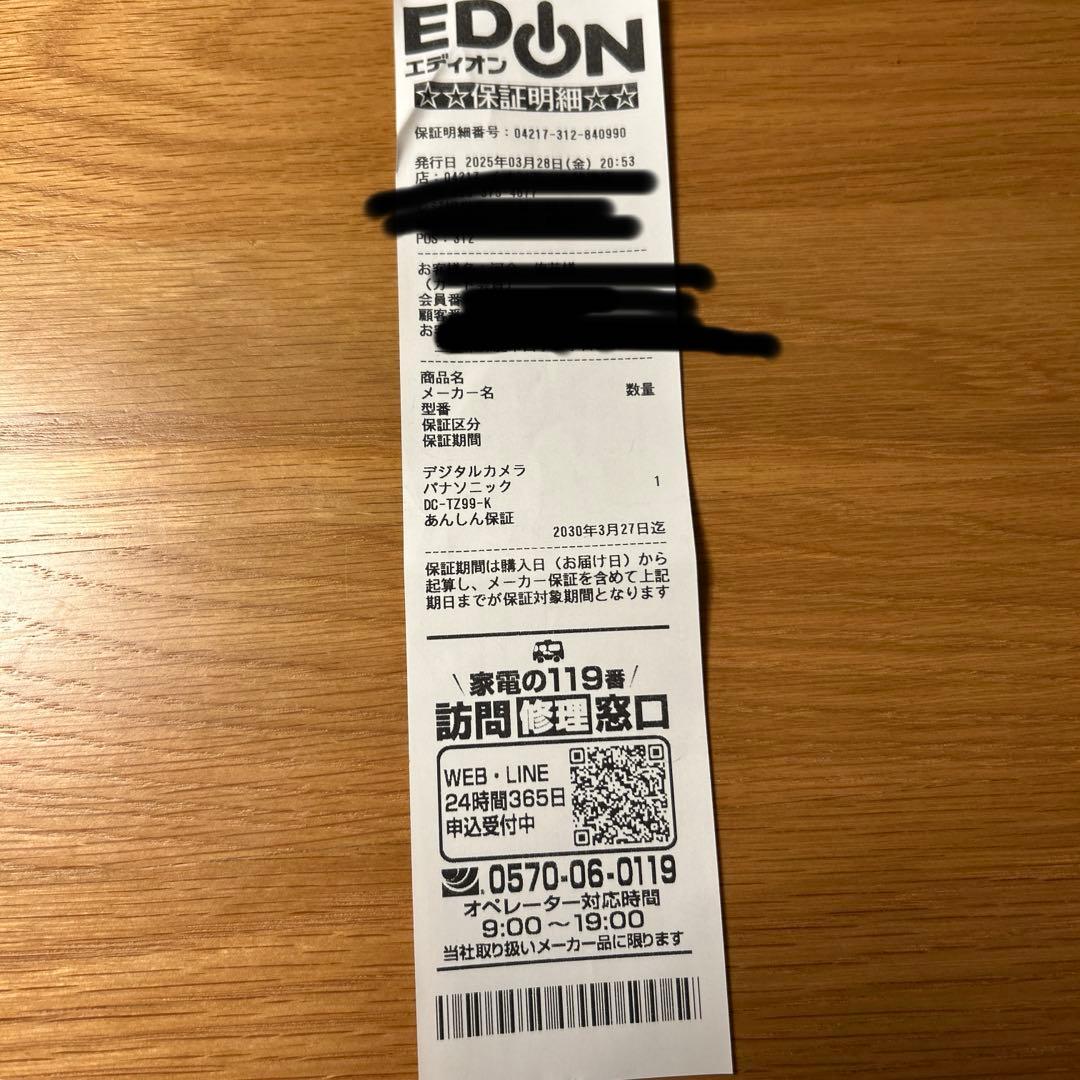 EDION
エディオン
☆☆保証明細☆☆
保証明細番号：04217-312-840990
発行日 2025年03月28日(金) 20:53
店：04217
POS：312
会員番
顧客番
商品名
メーカー名 数量
型番
保証区分
保証期間
デジタルカメラ
パナソニック 1
DC-TZ99-K
あんしん保証
2030年3月27日迄
保証期間は購入日（お届け日）から
起算し、メーカー保証を含めて上記
期日までが保証対象期間となります
\家電の119番/
訪問修理窓口
WEB・LINE
24時間365日
申込受付中
0570-06-0119
オペレーター対応時間
9:00～19:00
当社取り扱いメーカー品に限ります